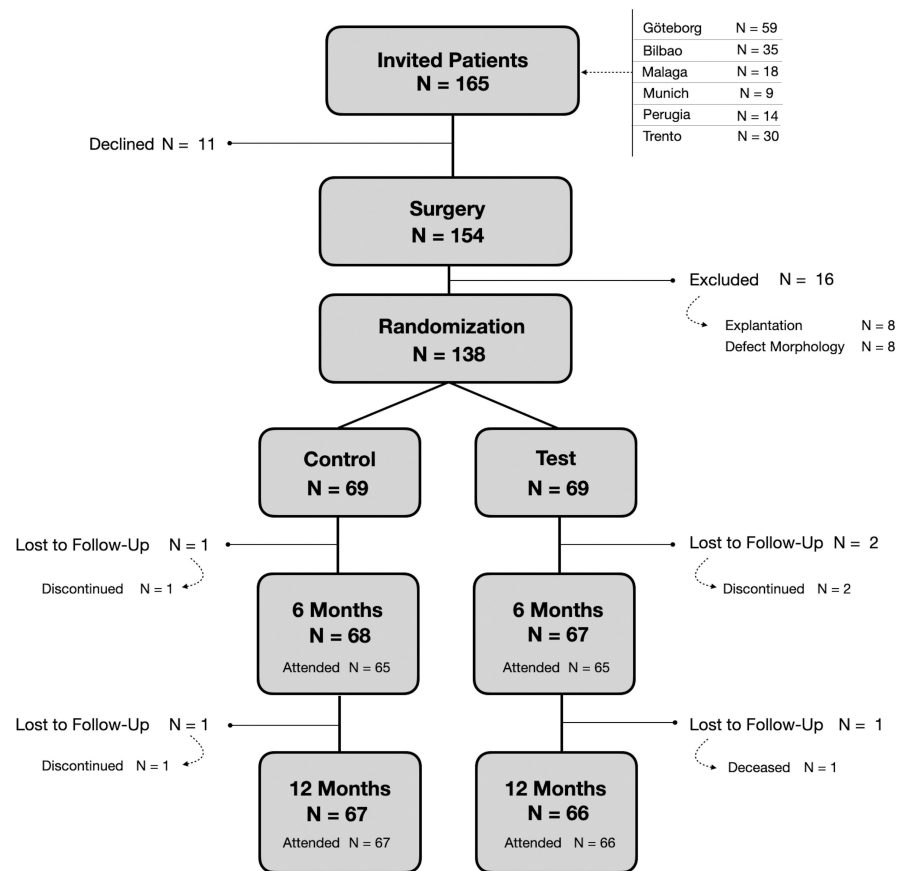 Invited Patients
N = 165
Göteborg N = 59
Bilbao N = 35
Malaga N = 18
Munich N = 9
Perugia N = 14
Trento N = 30
Declined N = 11
Surgery
N = 154
Excluded N = 16
Explantation N = 8
Defect Morphology N = 8
Randomization
N = 138
Control
N = 69
Test
N = 69
Lost to Follow-Up N = 1
Discontinued N = 1
Lost to Follow-Up N = 2
Discontinued N = 2
6 Months
N = 68
Attended N = 65
6 Months
N = 67
Attended N = 65
Lost to Follow-Up N = 1
Discontinued N = 1
Lost to Follow-Up N = 1
Deceased N = 1
12 Months
N = 67
Attended N = 67
12 Months
N = 66
Attended N = 66